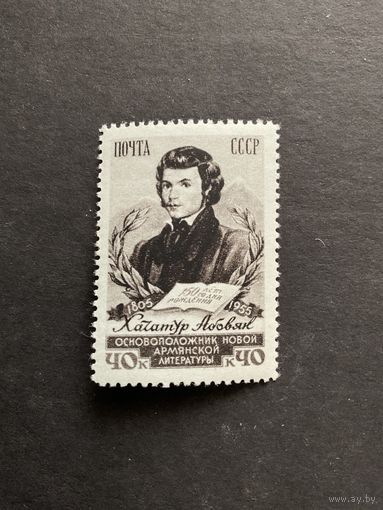 ПОЧТА СССР
150 лет
со дня
рождения
1805 1955
Хачатур Абовян
ОСНОВОПОЛОЖНИК НОВОЙ
АРМЯНСКОЙ
ЛИТЕРАТУРЫ
40к к40
www.ay.by